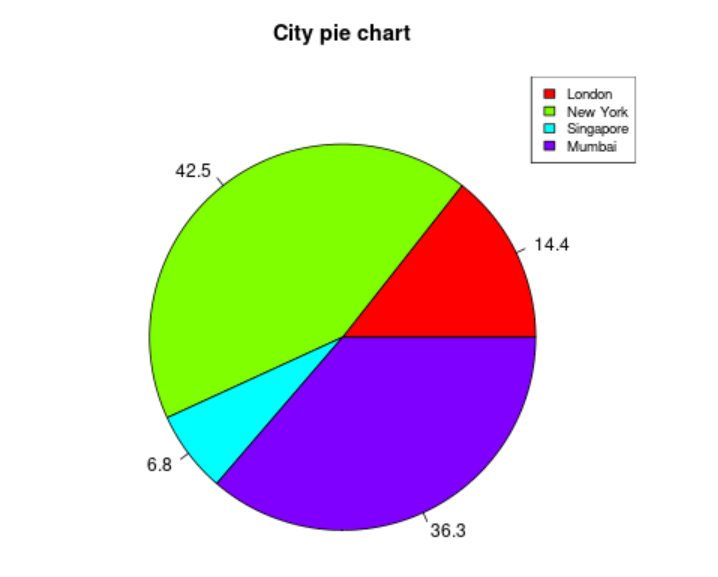 City pie chart
London
New York
Singapore
Mumbai
42.5
14.4
6.8
36.3